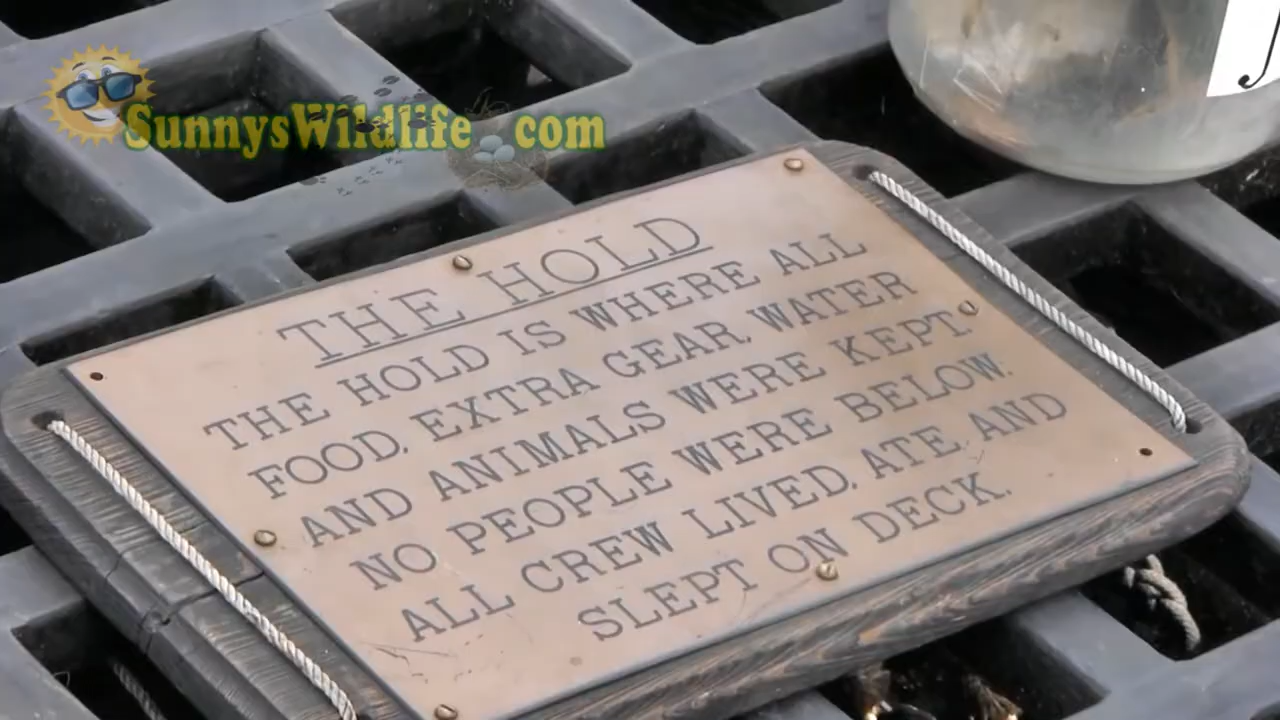 SunnysWildlife.com
THE HOLD
THE HOLD IS WHERE ALL
FOOD, EXTRA GEAR, WATER
AND ANIMALS WERE KEPT.
NO PEOPLE WERE BELOW.
ALL CREW LIVED, ATE, AND
SLEPT ON DECK.